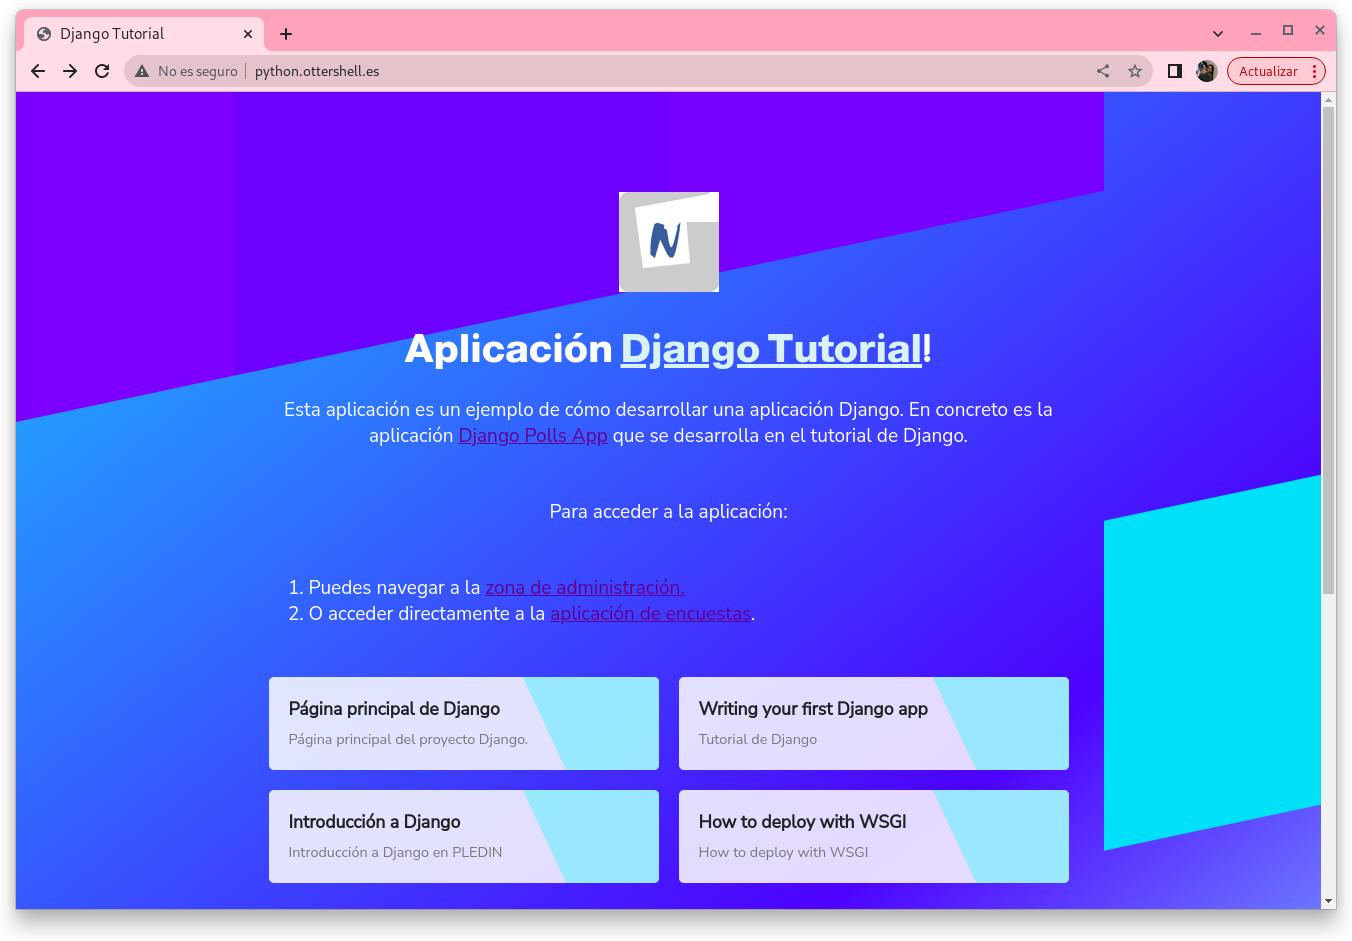 Django Tutorial
No es seguro
python.ottershell.es
Actualizar
N
Aplicación Django Tutorial!
Esta aplicación es un ejemplo de cómo desarrollar una aplicación Django. En concreto es la
aplicación Django Polls App que se desarrolla en el tutorial de Django.
Para acceder a la aplicación:
1. Puedes navegar a la zona de administración.
2. O acceder directamente a la aplicación de encuestas.
Página principal de Django
Página principal del proyecto Django.
Writing your first Django app
Tutorial de Django
Introducción a Django
Introducción a Django en PLEDIN
How to deploy with WSGI
How to deploy with WSGI